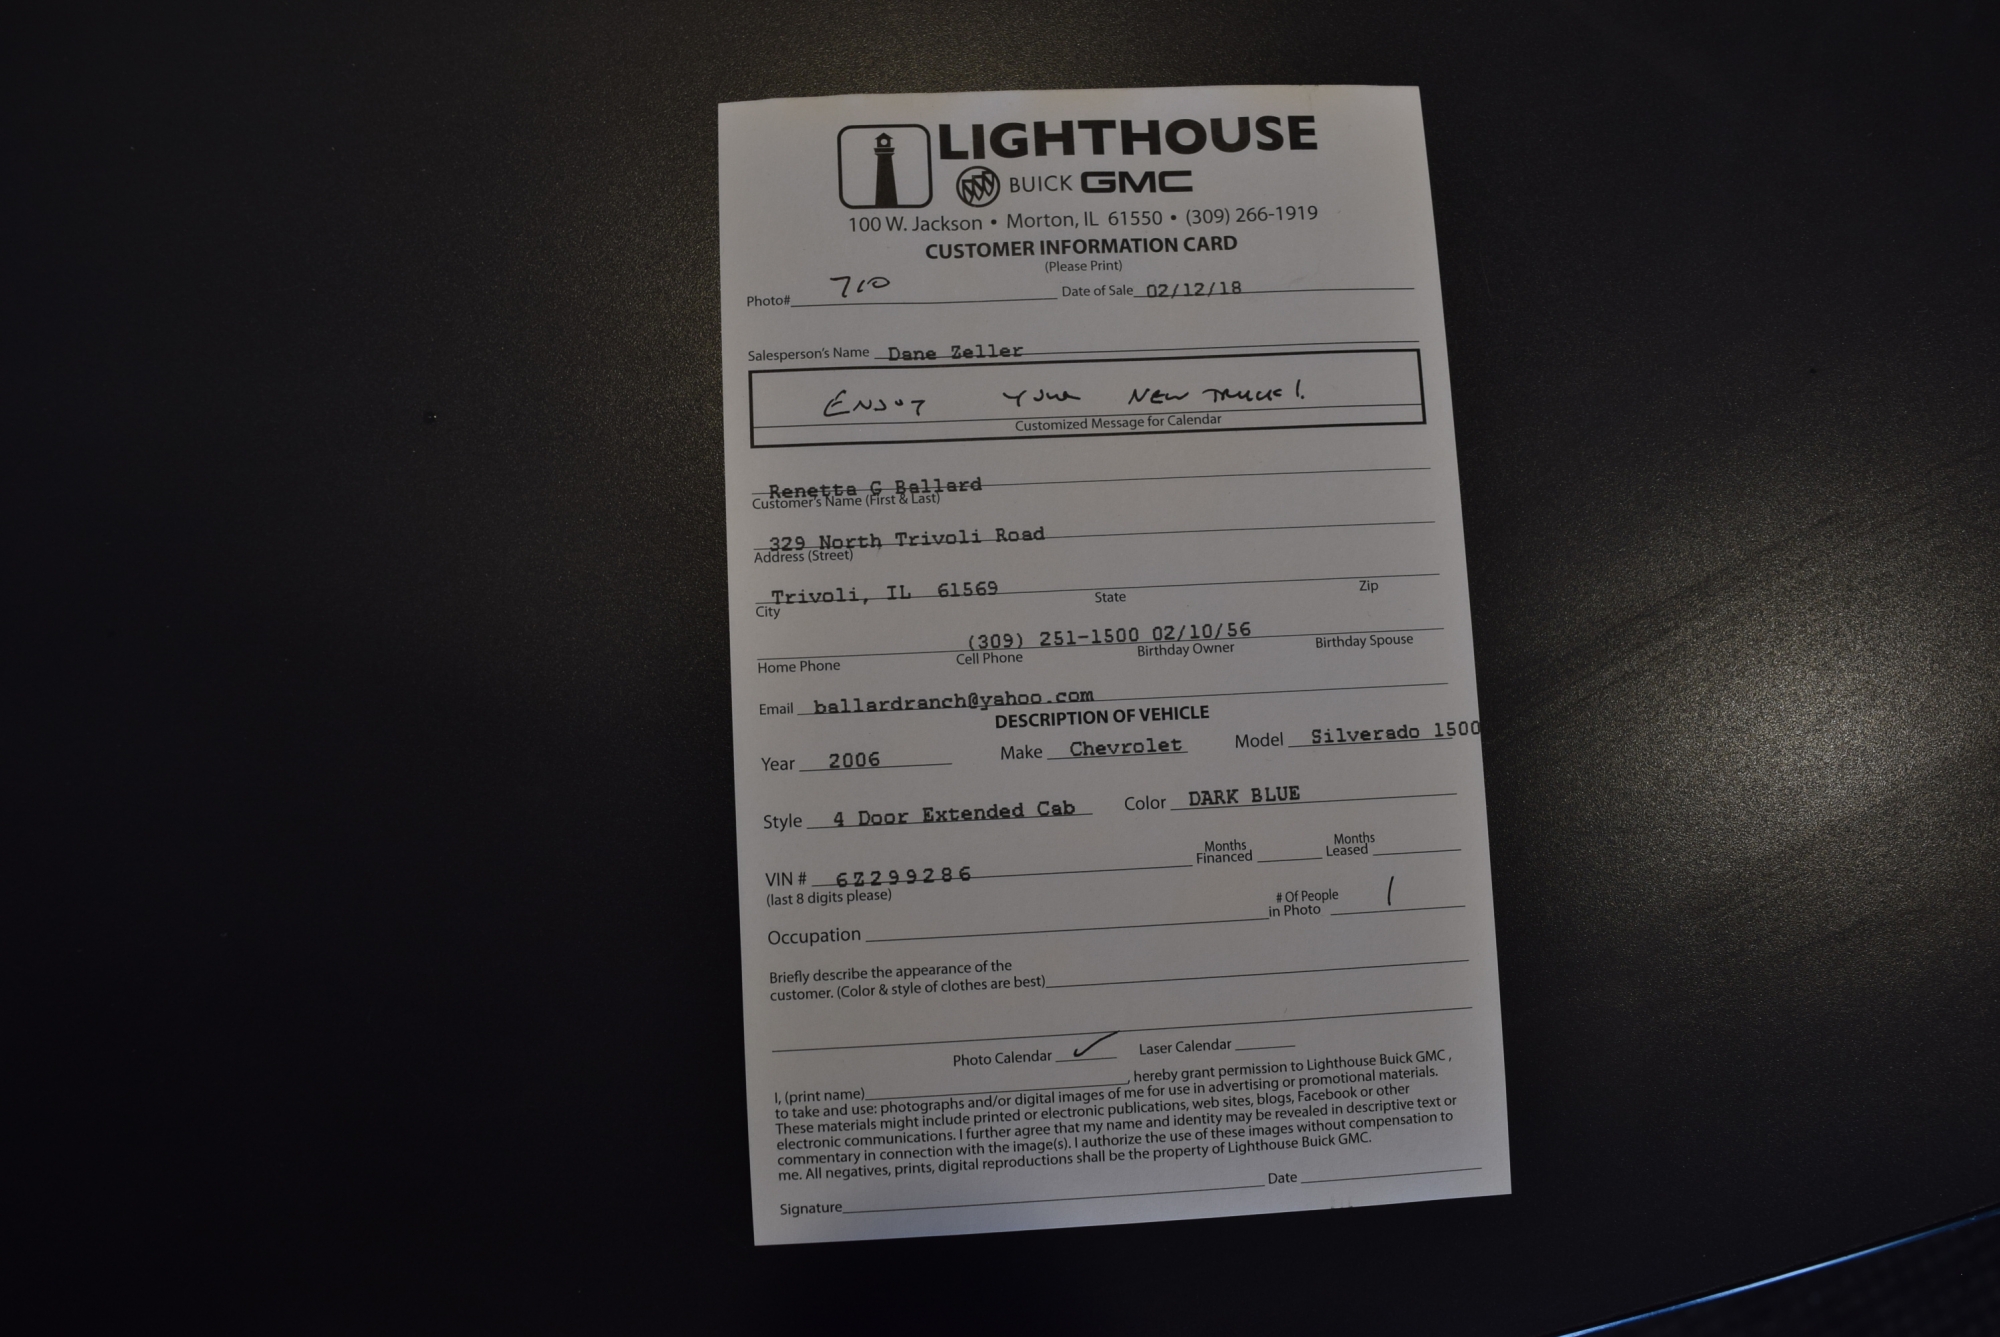 LIGHTHOUSE
BUICK GMC
100 W. Jackson • Morton, IL 61550 • (309) 266-1919
CUSTOMER INFORMATION CARD
(Please Print)
Photo# 710 Date of Sale 02/12/18
Salesperson's Name Dane Zeller
ENJOY YOUR NEW TRUCK!
Customized Message for Calendar
Renetta G Ballard
Customer's Name (First & Last)
329 North Trivoli Road
Address (Street)
Trivoli, IL 61569
City State Zip
(309) 251-1500 02/10/56
Home Phone Cell Phone Birthday Owner Birthday Spouse
Email ballardranch@yahoo.com
DESCRIPTION OF VEHICLE
Year 2006 Make Chevrolet Model Silverado 1500
Style 4 Door Extended Cab Color DARK BLUE
VIN # 6Z299286 Months Financed Months Leased
(last 8 digits please)
Occupation # Of People in Photo 1
Briefly describe the appearance of the
customer. (Color & style of clothes are best)
Photo Calendar ✓ Laser Calendar
I, (print name) , hereby grant permission to Lighthouse Buick GMC ,
to take and use: photographs and/or digital images of me for use in advertising or promotional materials.
These materials might include printed or electronic publications, web sites, blogs, Facebook or other
electronic communications. I further agree that my name and identity may be revealed in descriptive text or
commentary in connection with the image(s). I authorize the use of these images without compensation to
me. All negatives, prints, digital reproductions shall be the property of Lighthouse Buick GMC.
Signature Date